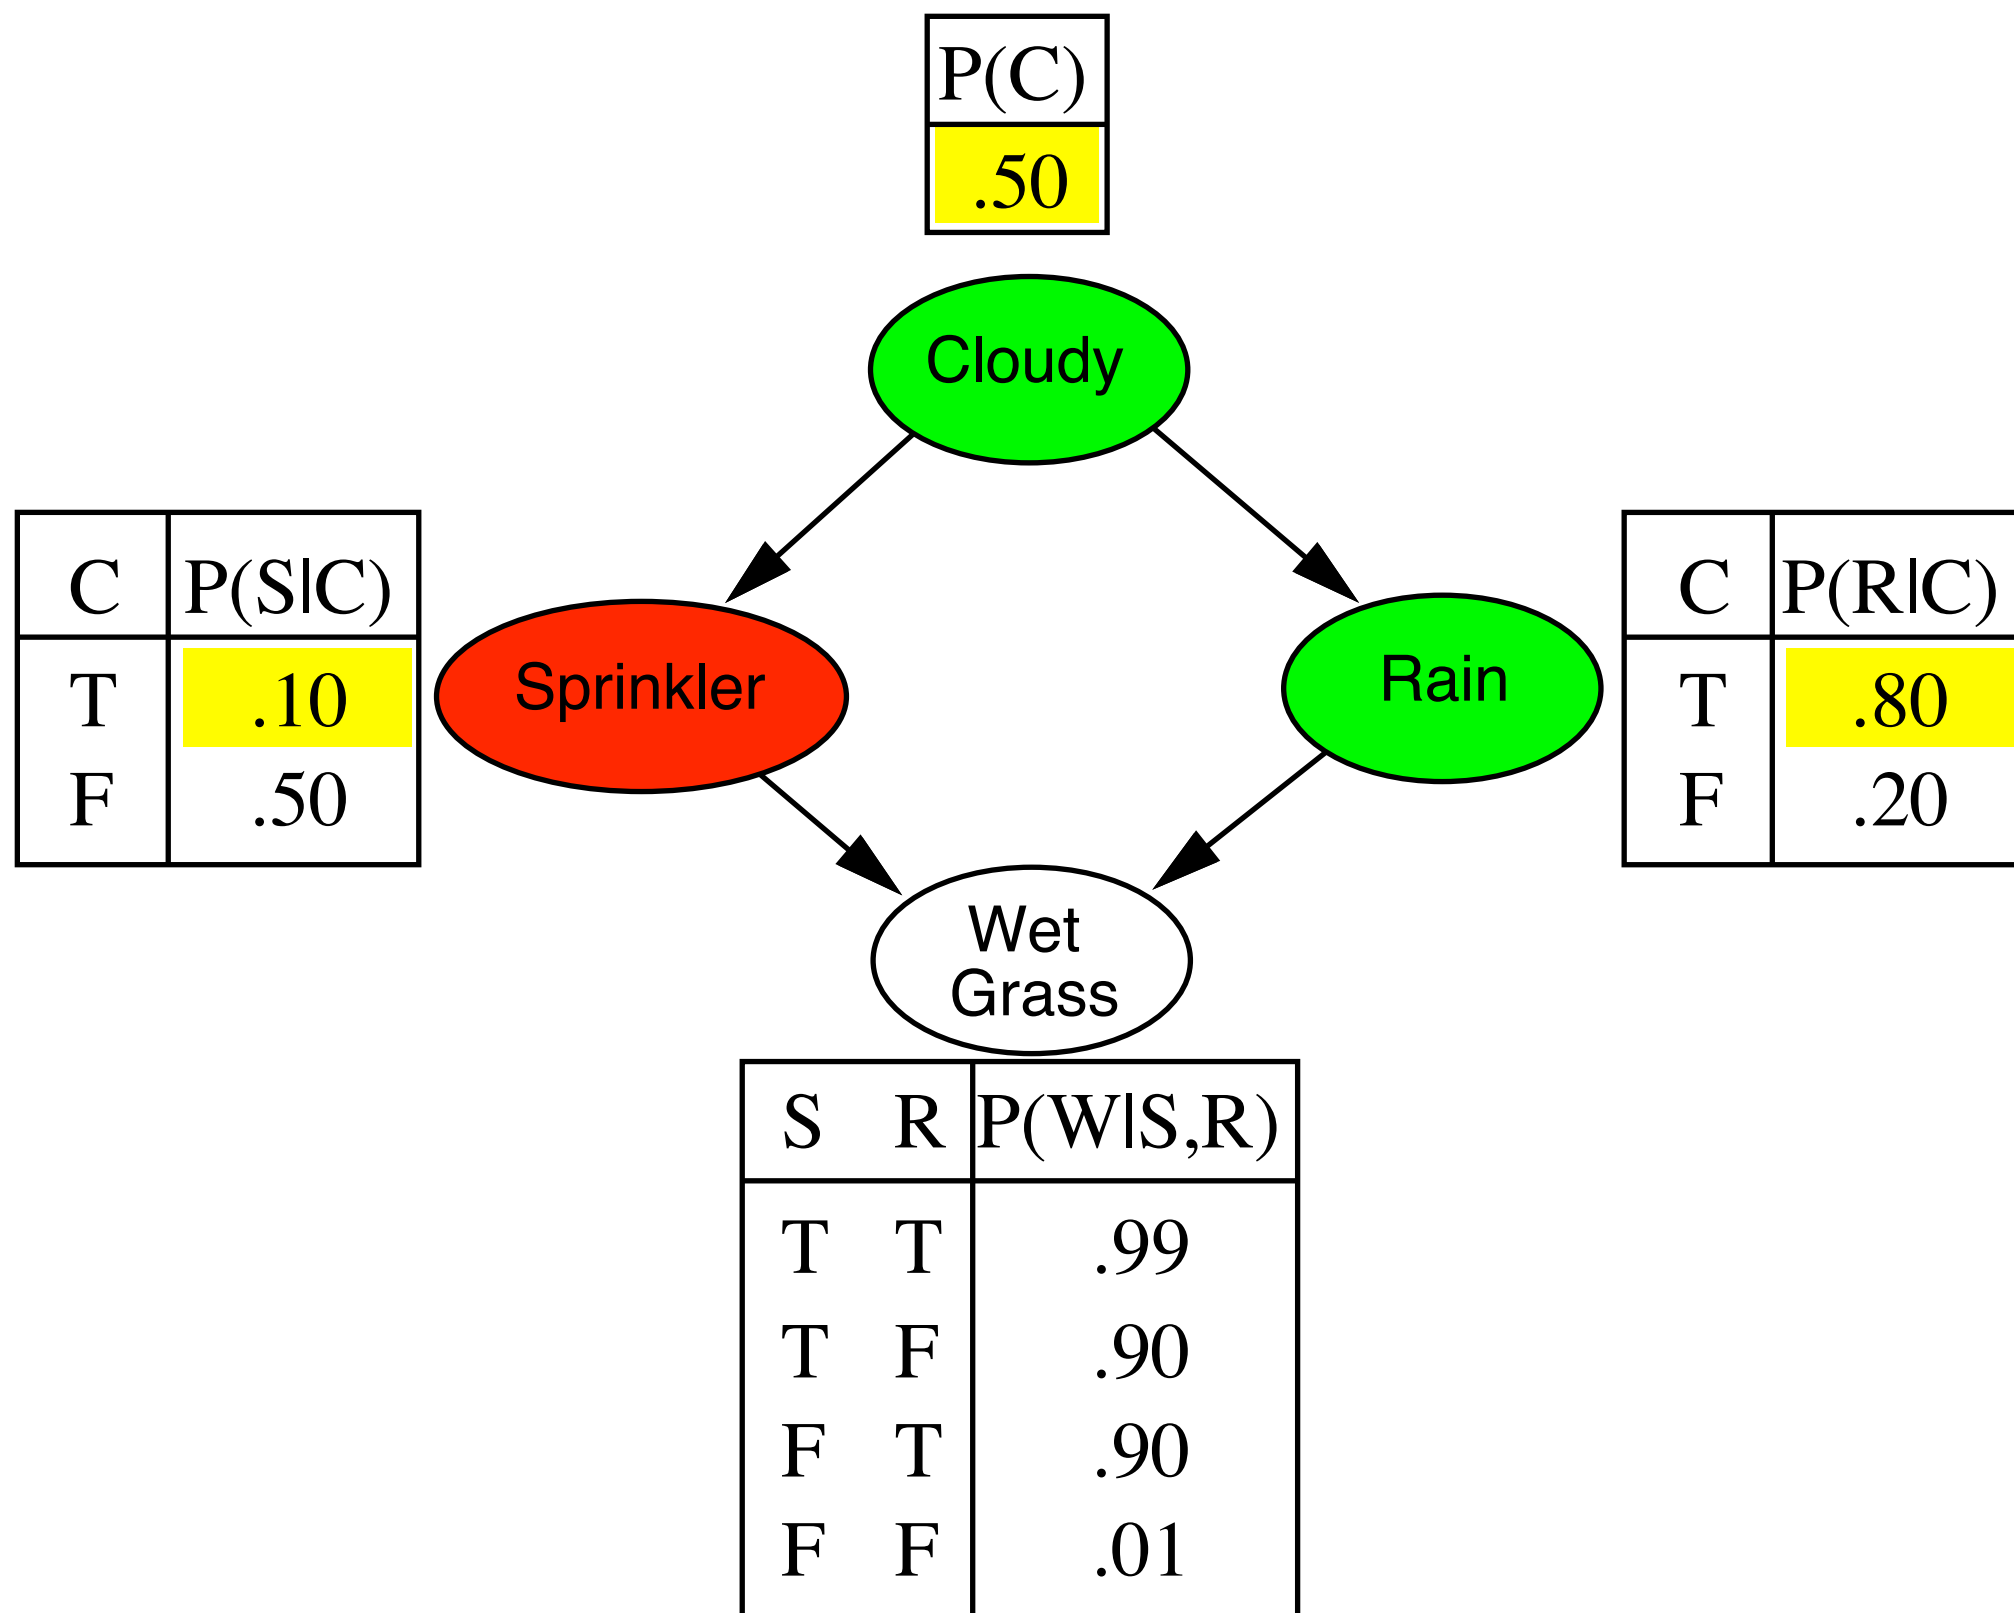 P(C)
.50
Cloudy
C P(S|C)
T .10
F .50
Sprinkler
Rain
C P(R|C)
T .80
F .20
Wet
Grass
S R P(W|S,R)
T T .99
T F .90
F T .90
F F .01